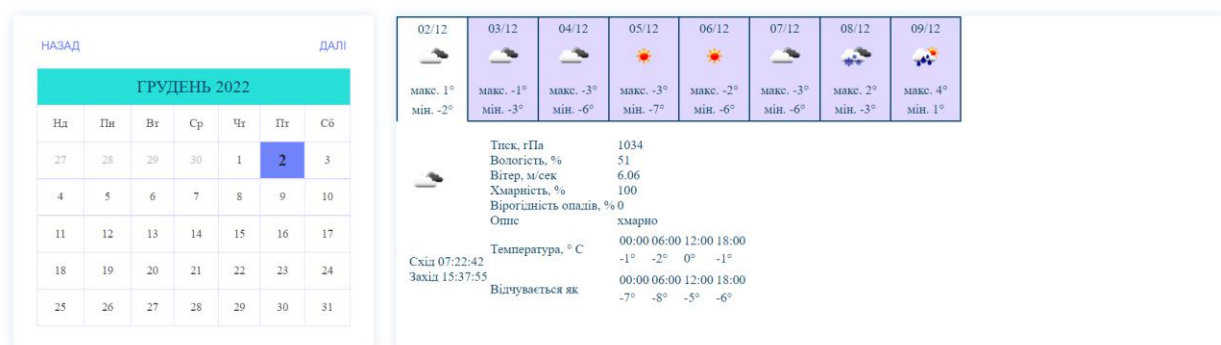 НАЗАД ДАЛІ
ГРУДЕНЬ 2022
Нд Пн Вт Ср Чт Пт Сб
27 28 29 30 1 2 3
4 5 6 7 8 9 10
11 12 13 14 15 16 17
18 19 20 21 22 23 24
25 26 27 28 29 30 31
02/12 03/12 04/12 05/12 06/12 07/12 08/12 09/12
макс. 1° макс. -1° макс. -3° макс. -3° макс. -2° макс. -3° макс. 2° макс. 4°
мін. -2° мін. -3° мін. -6° мін. -7° мін. -6° мін. -6° мін. -3° мін. 1°
Тиск, гПа 1034
Вологість, % 51
Вітер, м/сек 6.06
Хмарність, % 100
Вірогідність опадів, % 0
Опис хмарно
Схід 07:22:42
Захід 15:37:55
Температура, ° C
00:00 06:00 12:00 18:00
-1° -2° 0° -1°
Відчувається як
00:00 06:00 12:00 18:00
-7° -8° -5° -6°